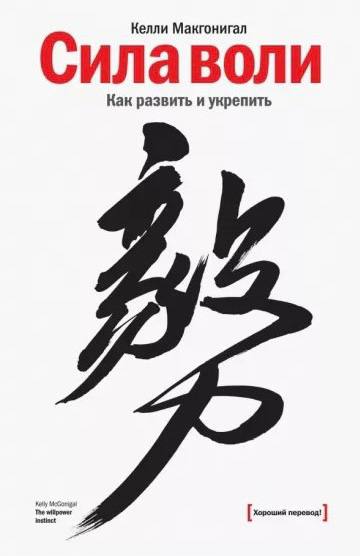 Келли Макгонигал
Сила воли
Как развить и укрепить
毅
力
Kelly McGonigal
The willpower
instinct
[ Хороший перевод! ]